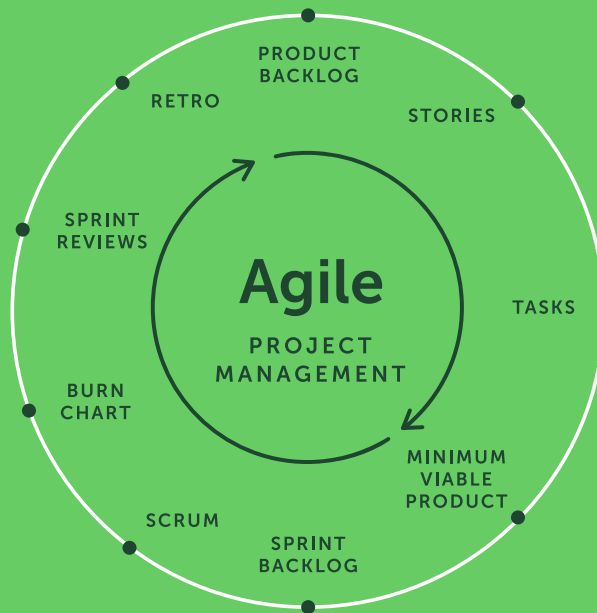 PRODUCT
BACKLOG
STORIES
TASKS
MINIMUM
VIABLE
PRODUCT
SPRINT
BACKLOG
SCRUM
BURN
CHART
SPRINT
REVIEWS
RETRO
Agile
PROJECT
MANAGEMENT